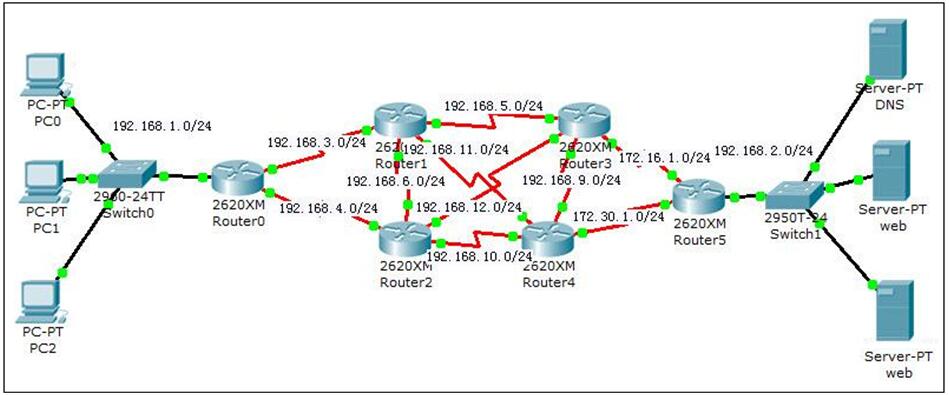 PC-PT
PC0
192.168.1.0/24
PC-PT
PC1
2960-24TT
Switch0
PC-PT
PC2
2620XM
Router0
192.168.3.0/24
192.168.4.0/24
Router1
192.168.5.0/24
192.168.11.0/24
192.168.6.0/24
192.168.12.0/24
2620XM
Router2
192.168.10.0/24
2620XM
Router3
192.168.9.0/24
2620XM
Router4
172.16.1.0/24
172.30.1.0/24
2620XM
Router5
192.168.2.0/24
2950T-24
Switch1
Server-PT
DNS
Server-PT
web
Server-PT
web